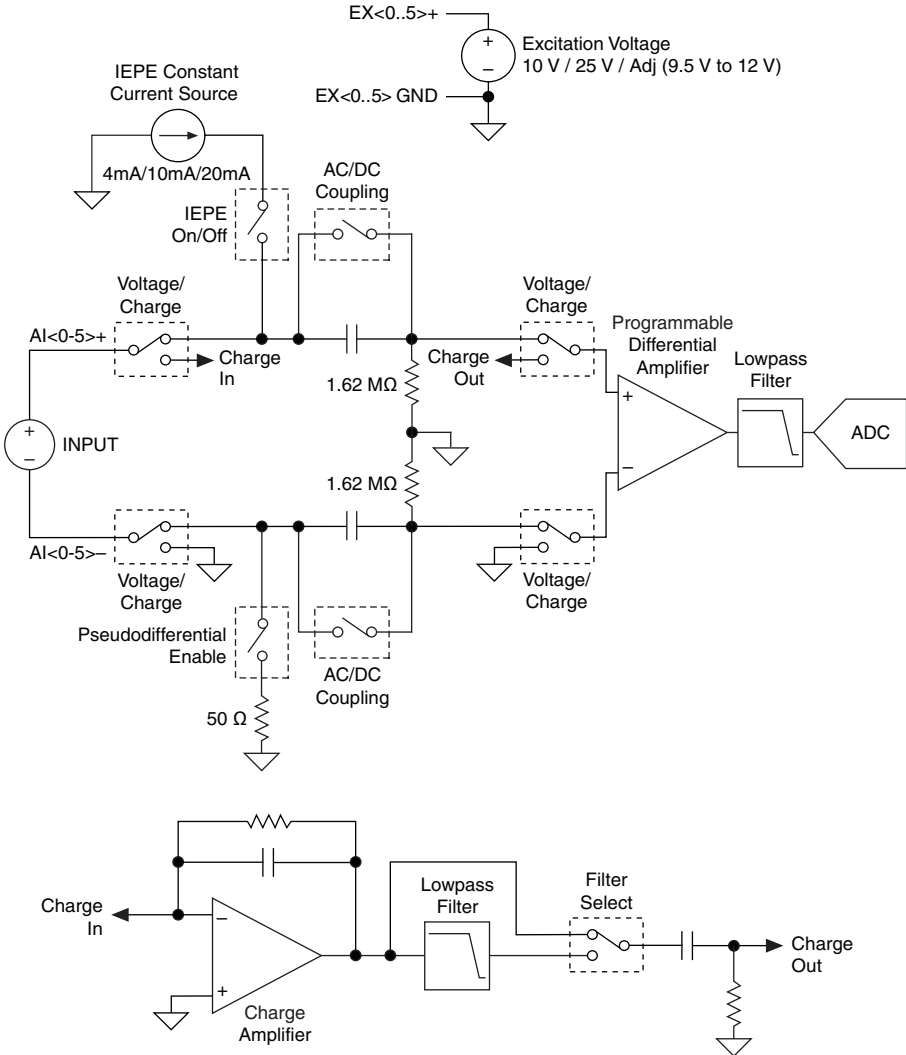 EX<0..5>+
+
–
Excitation Voltage
10 V / 25 V / Adj (9.5 V to 12 V)
EX<0..5> GND
IEPE Constant
Current Source
4mA/10mA/20mA
IEPE
On/Off
AC/DC
Coupling
Voltage/
Charge
AI<0-5>+
Charge
In
Charge
Out
Voltage/
Charge
Programmable
Differential
Amplifier
Lowpass
Filter
1.62 MΩ
+
–
INPUT
+
–
ADC
1.62 MΩ
AI<0-5>–
Voltage/
Charge
Voltage/
Charge
Pseudodifferential
Enable
AC/DC
Coupling
50 Ω
Charge
In
–
+
Charge
Amplifier
Lowpass
Filter
Filter
Select
Charge
Out